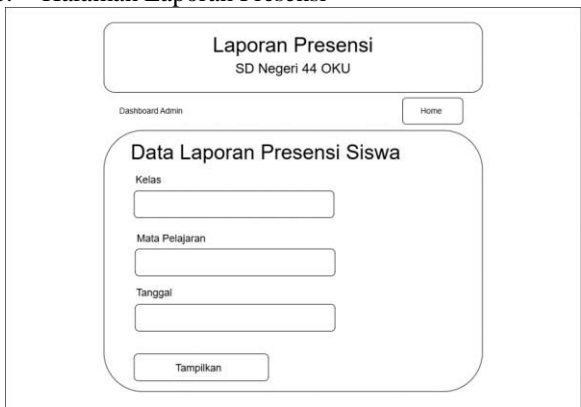 Halaman Laporan Presensi
Laporan Presensi
SD Negeri 44 OKU
Dashboard Admin
Home
Data Laporan Presensi Siswa
Kelas
Mata Pelajaran
Tanggal
Tampilkan